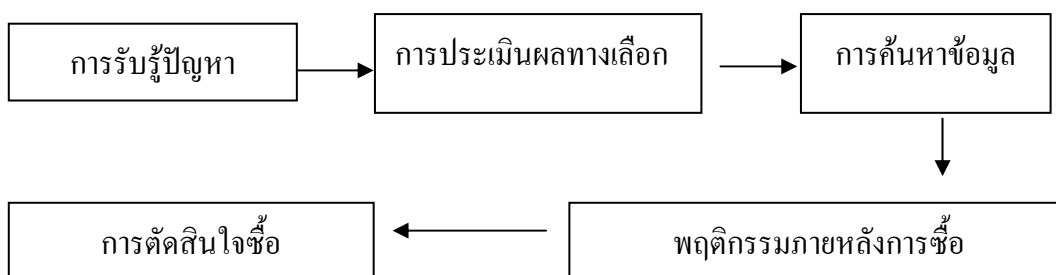 การรับรู้ปัญหา
การประเมินผลทางเลือก
การค้นหาข้อมูล
พฤติกรรมภายหลังการซื้อ
การตัดสินใจซื้อ